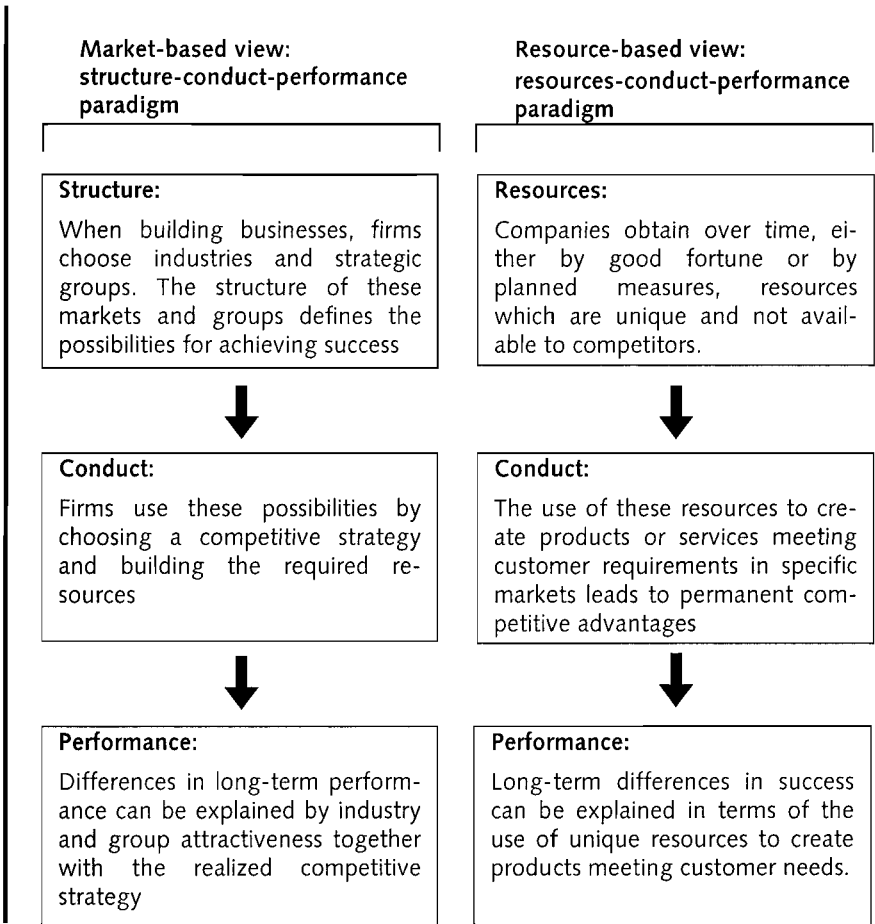 Market-based view:
structure-conduct-performance
paradigm
Structure:
When building businesses, firms
choose industries and strategic
groups. The structure of these
markets and groups defines the
possibilities for achieving success
Conduct:
Firms use these possibilities by
choosing a competitive strategy
and building the required re-
sources
Performance:
Differences in long-term perform-
ance can be explained by industry
and group attractiveness together
with the realized competitive
strategy
Resource-based view:
resources-conduct-performance
paradigm
Resources:
Companies obtain over time, ei-
ther by good fortune or by
planned measures, resources
which are unique and not avail-
able to competitors.
Conduct:
The use of these resources to cre-
ate products or services meeting
customer requirements in specific
markets leads to permanent com-
petitive advantages
Performance:
Long-term differences in success
can be explained in terms of the
use of unique resources to create
products meeting customer needs.